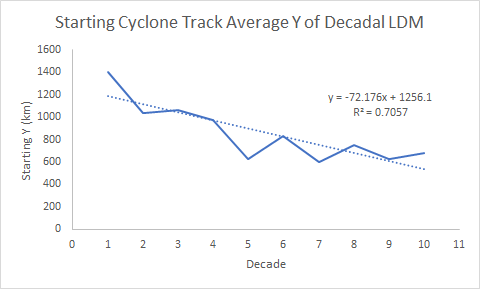 Starting Cyclone Track Average Y of Decadal LDM
1600
1400
1200
1000
800
600
400
200
0
Starting Y (km)
y = -72.176x + 1256.1
R² = 0.7057
0 1 2 3 4 5 6 7 8 9 10 11
Decade